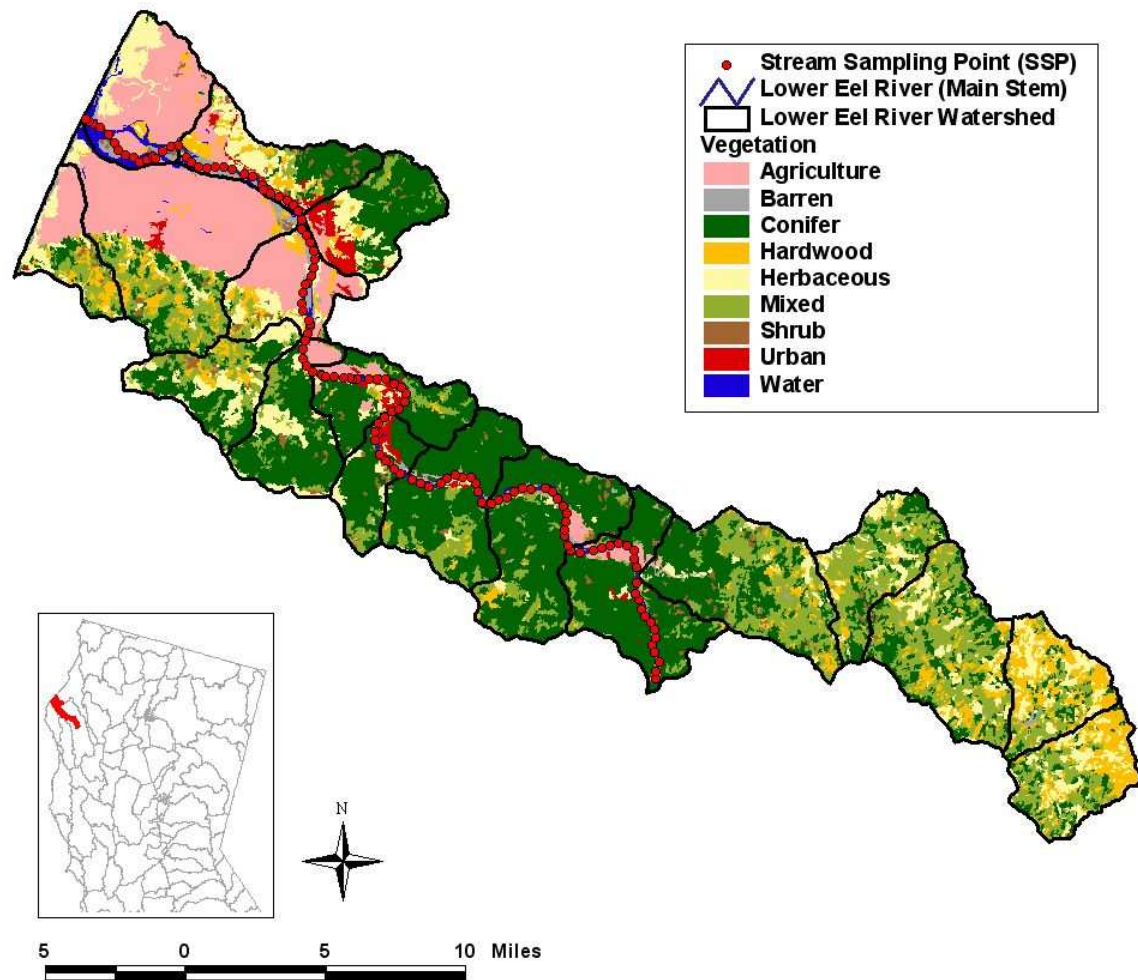 Stream Sampling Point (SSP)
Lower Eel River (Main Stem)
Lower Eel River Watershed
Vegetation
Agriculture
Barren
Conifer
Hardwood
Herbaceous
Mixed
Shrub
Urban
Water
N
N
5 0 5 10 Miles